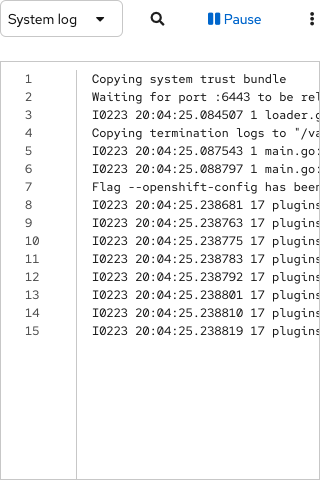 System log
Pause
1 Copying system trust bundle
2 Waiting for port :6443 to be rel
3 I0223 20:04:25.084507 1 loader.g
4 Copying termination logs to "/va
5 I0223 20:04:25.087543 1 main.go:
6 I0223 20:04:25.088797 1 main.go:
7 Flag --openshift-config has been
8 I0223 20:04:25.238681 17 plugins
9 I0223 20:04:25.238763 17 plugins
10 I0223 20:04:25.238775 17 plugins
11 I0223 20:04:25.238783 17 plugins
12 I0223 20:04:25.238792 17 plugins
13 I0223 20:04:25.238801 17 plugins
14 I0223 20:04:25.238810 17 plugins
15 I0223 20:04:25.238819 17 plugins